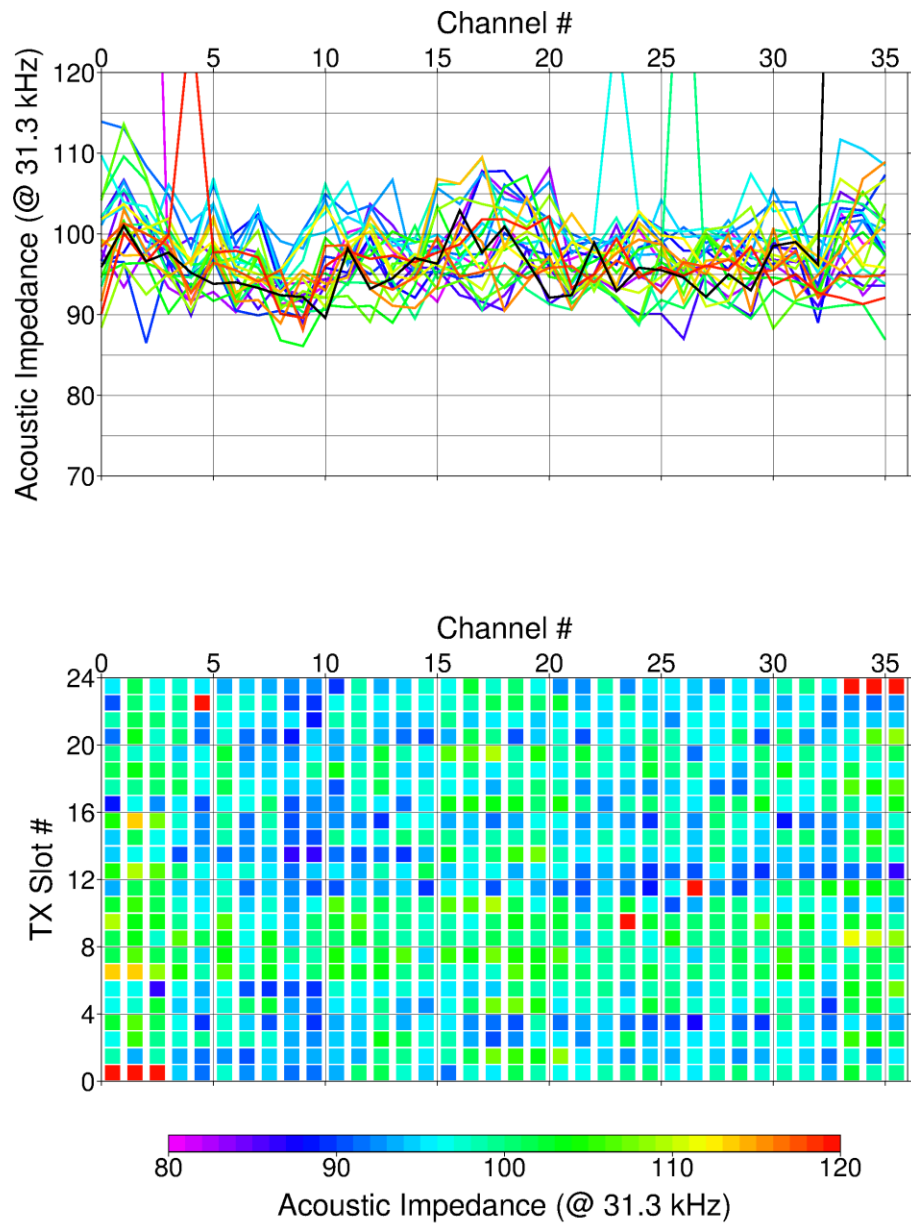 Channel #
0 5 10 15 20 25 30 35
120
110
100
90
80
70
Acoustic Impedance (@ 31.3 kHz)
Channel #
0 5 10 15 20 25 30 35
24
20
16
12
8
4
0
TX Slot #
80 90 100 110 120
Acoustic Impedance (@ 31.3 kHz)